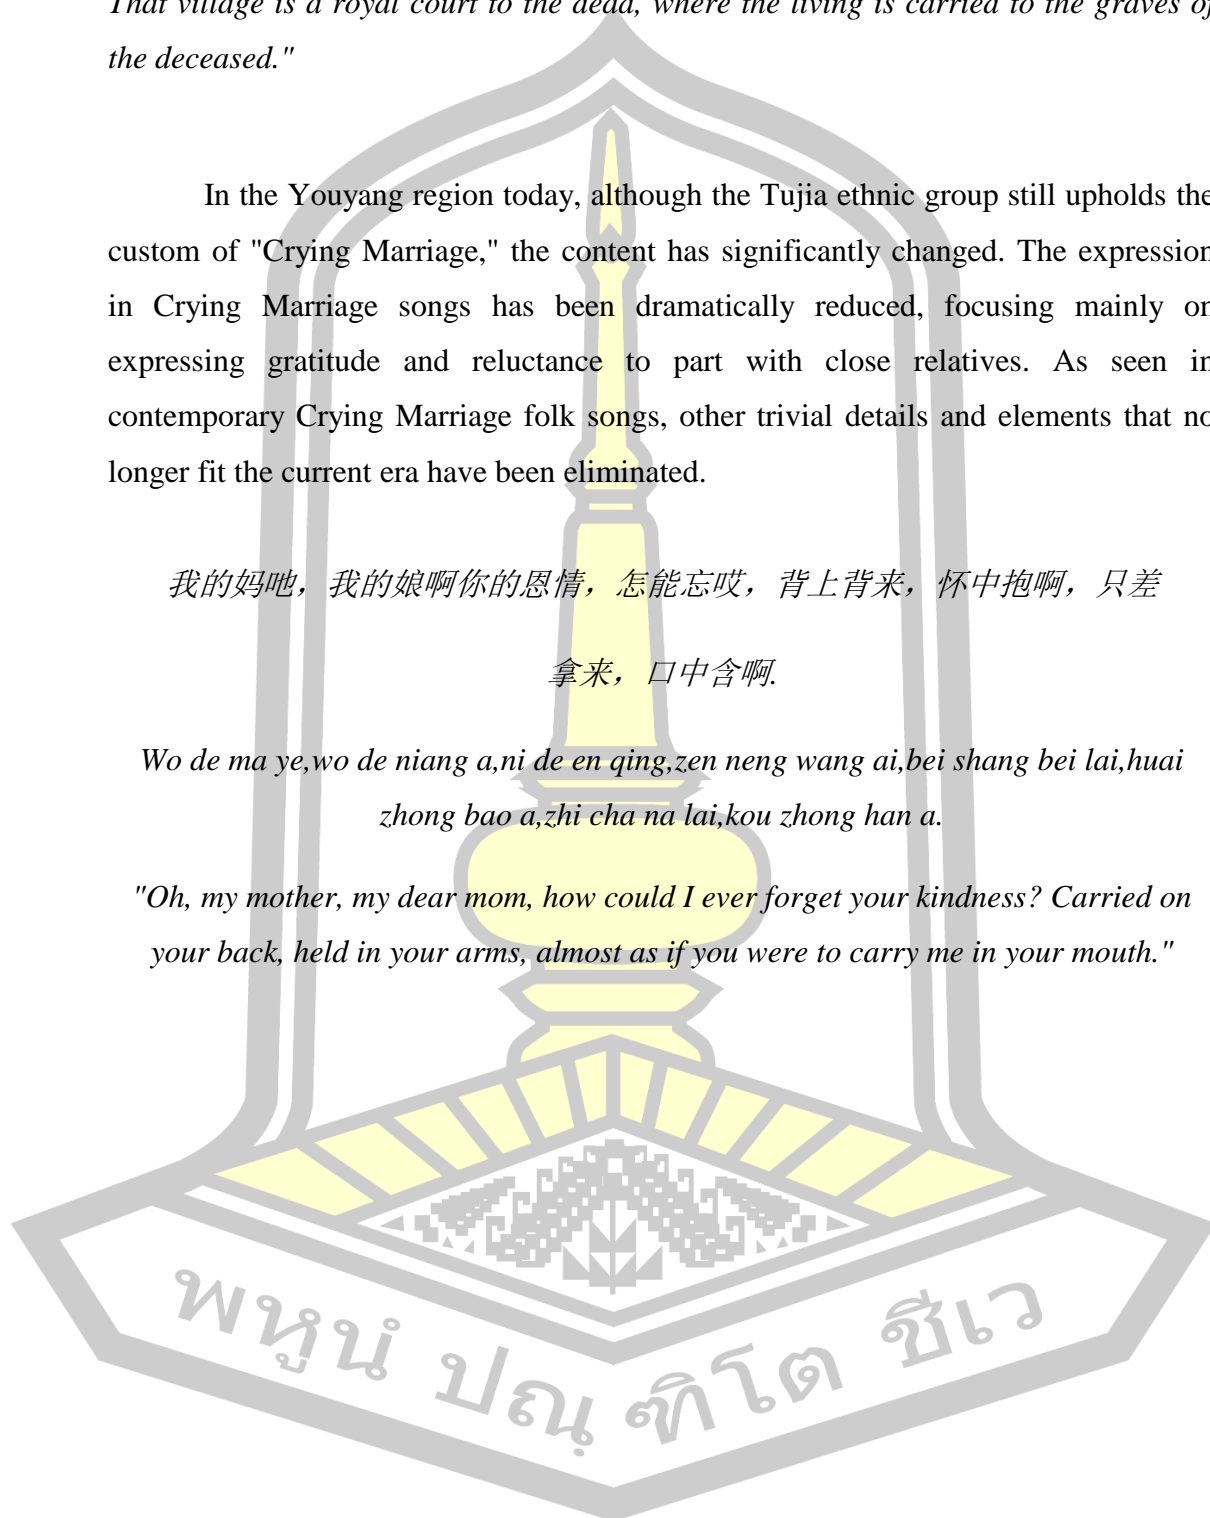 That village is a royal court to the dead, where the living is carried to the graves of
the deceased."
In the Youyang region today, although the Tujia ethnic group still upholds the
custom of "Crying Marriage," the content has significantly changed. The expression
in Crying Marriage songs has been dramatically reduced, focusing mainly on
expressing gratitude and reluctance to part with close relatives. As seen in
contemporary Crying Marriage folk songs, other trivial details and elements that no
longer fit the current era have been eliminated.
我的妈吔，我的娘啊你的恩情，怎能忘哎，背上背来，怀中抱啊，只差
拿来，口中含啊.
Wo de ma ye,wo de niang a,ni de en qing,zen neng wang ai,bei shang bei lai,huai
zhong bao a,zhi cha na lai,kou zhong han a.
"Oh, my mother, my dear mom, how could I ever forget your kindness? Carried on
your back, held in your arms, almost as if you were to carry me in your mouth."
พหูนํ ปณฺฑิโต ชีเว